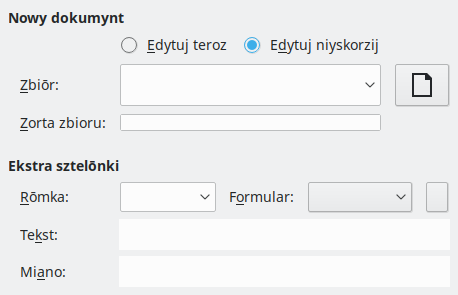 Nowy dokumynt
Edytuj teroz Edytuj niyskorzij
Zbiōr:
Zorta zbioru:
Ekstra sztelōnki
Rōmka: Formular:
Tekst:
Miano: